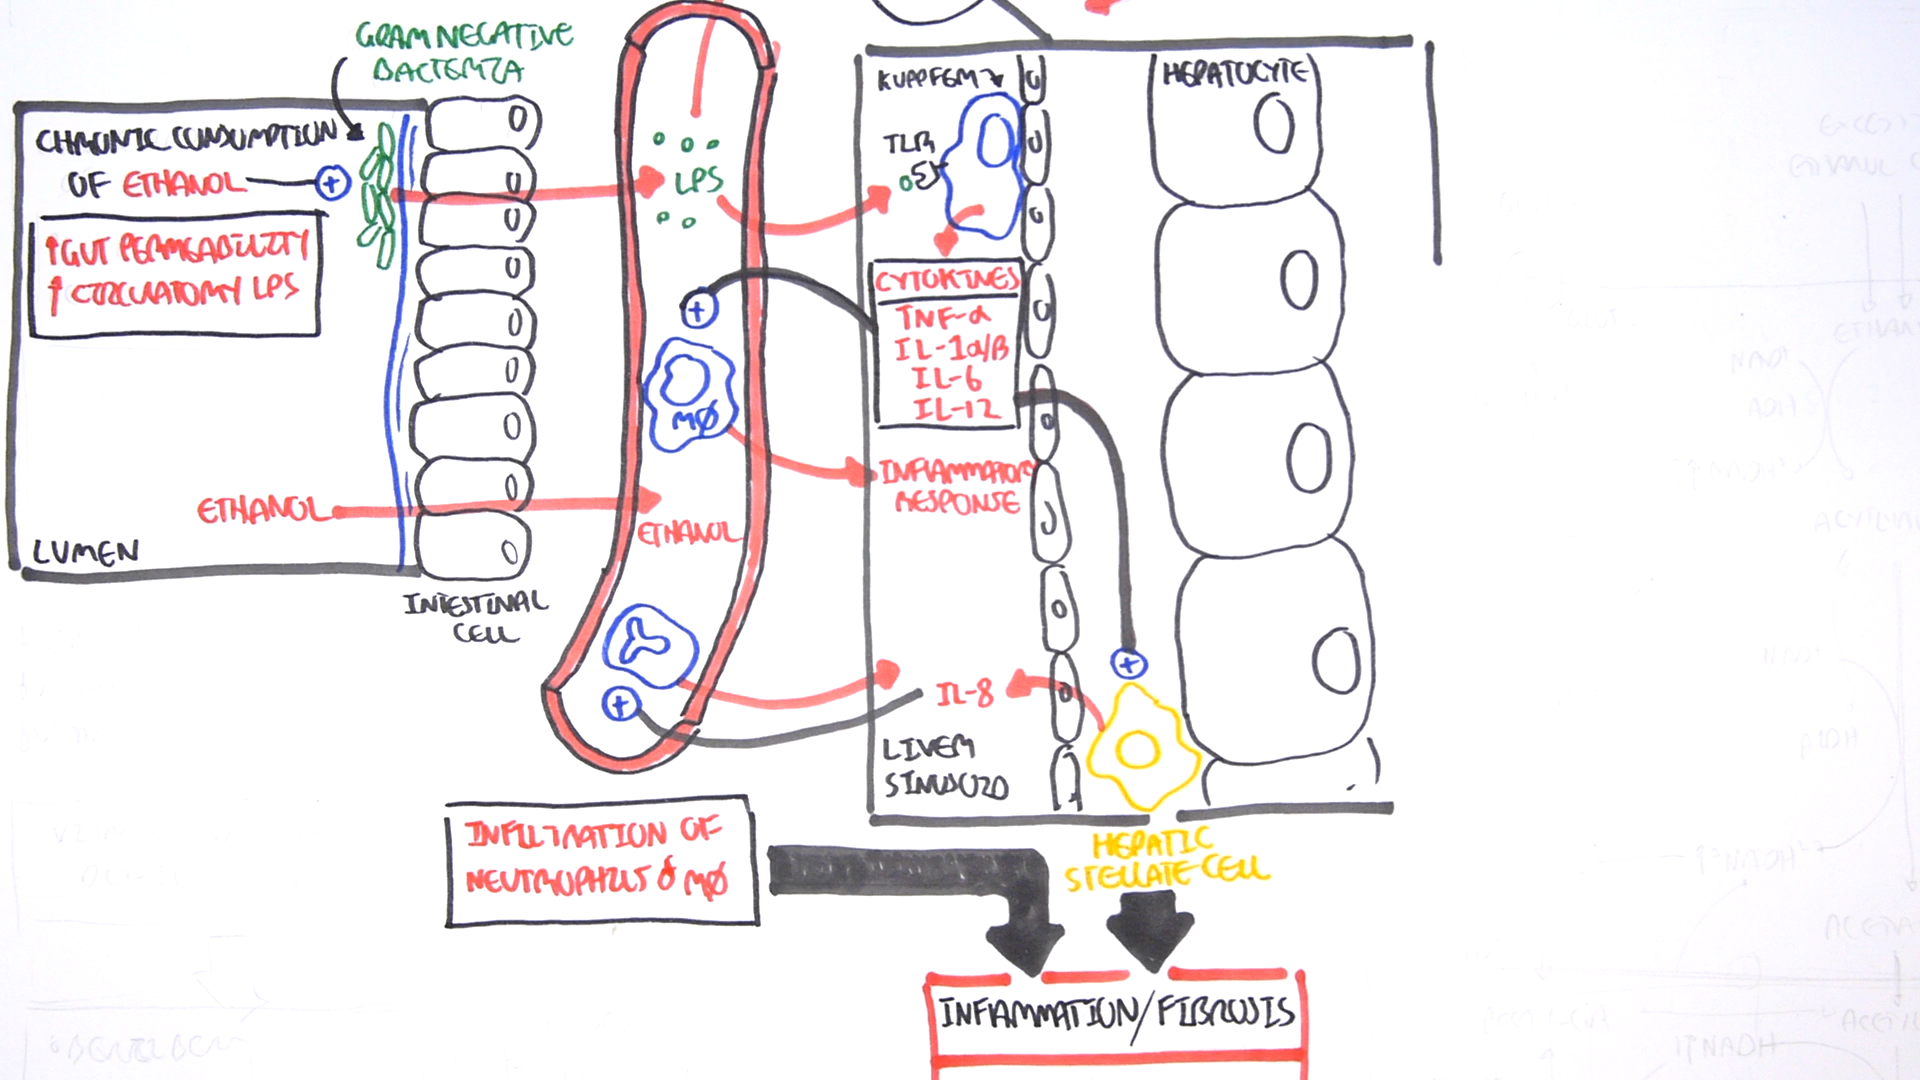 GRAM NEGATIVE
BACTERIA
CHRONIC CONSUMPTION
OF ETHANOL
+
↑GUT PERMEABILITY
↑ CIRCULATORY LPS
ETHANOL
LUMEN
INTESTINAL
CELL
LPS
+
MØ
ETHANOL
+
KUPFFER
TLR
CYTOKINES
TNF-α
IL-1α/β
IL-6
IL-12
INFLAMMATORY
RESPONSE
IL-8
LIVER
SINUSOID
HEPATOCYTE
+
HEPATIC
STELLATE CELL
INFILTRATION OF
NEUTROPHILS & MØ
INFLAMMATION/FIBROSIS